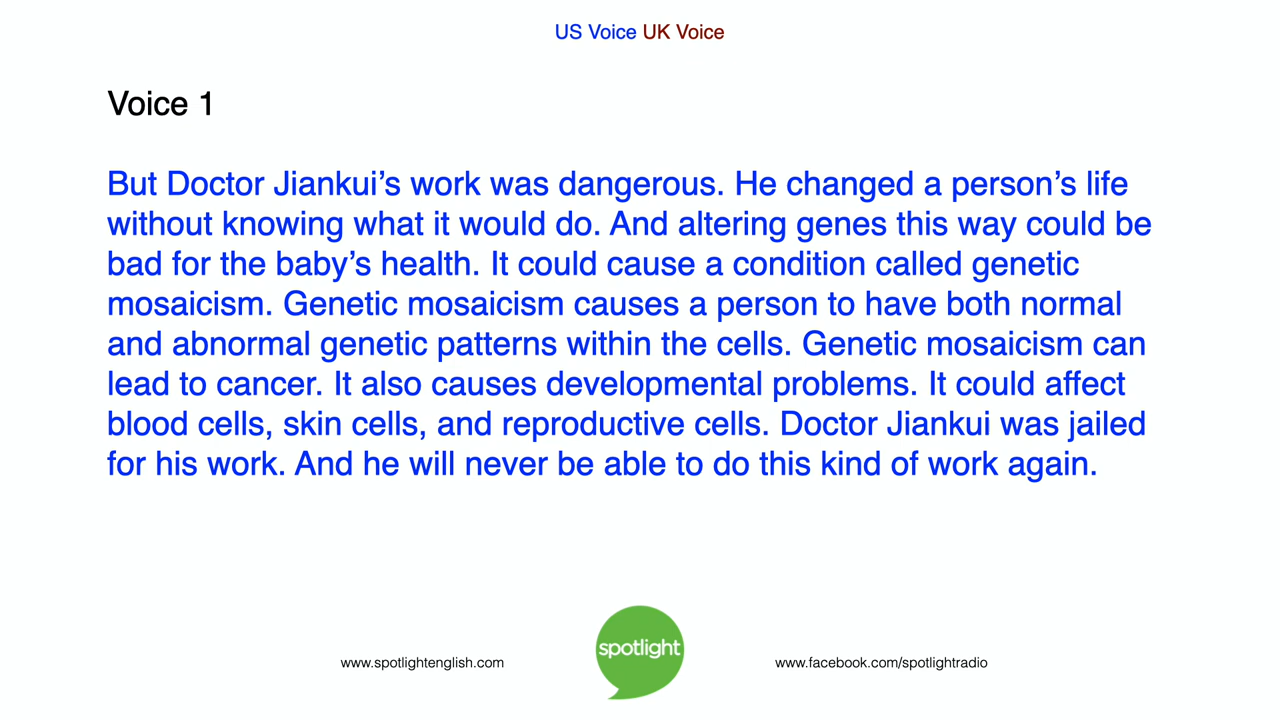 US Voice UK Voice
Voice 1
But Doctor Jiankui’s work was dangerous. He changed a person’s life
without knowing what it would do. And altering genes this way could be
bad for the baby’s health. It could cause a condition called genetic
mosaicism. Genetic mosaicism causes a person to have both normal
and abnormal genetic patterns within the cells. Genetic mosaicism can
lead to cancer. It also causes developmental problems. It could affect
blood cells, skin cells, and reproductive cells. Doctor Jiankui was jailed
for his work. And he will never be able to do this kind of work again.
www.spotlightenglish.com
spotlight
www.facebook.com/spotlightradio